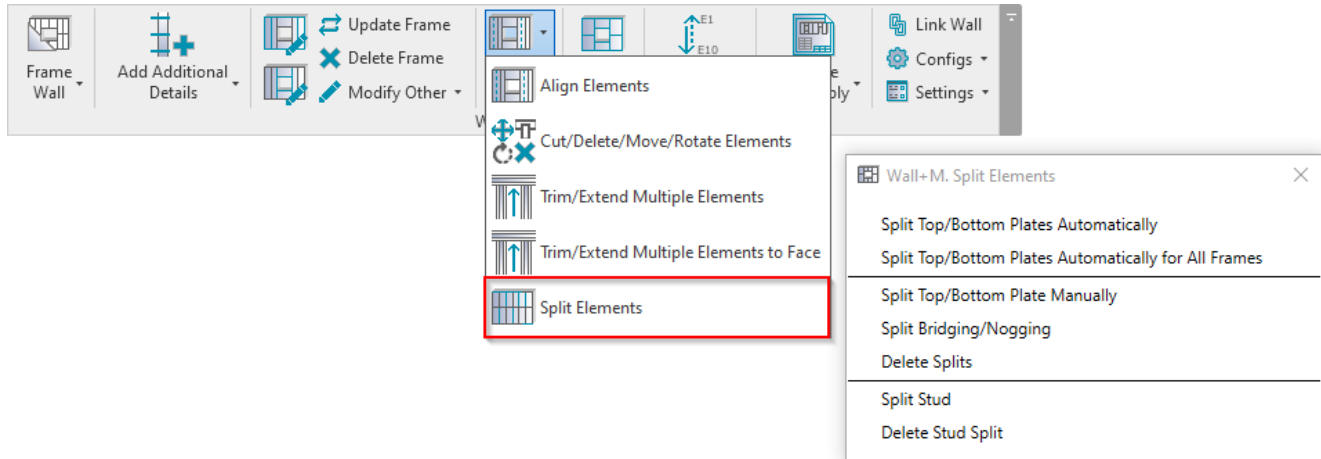 Frame
Wall
Add Additional
Details
Update Frame
Delete Frame
Modify Other
E1
E10
Link Wall
Configs
Settings
Align Elements
Cut/Delete/Move/Rotate Elements
Trim/Extend Multiple Elements
Trim/Extend Multiple Elements to Face
Split Elements
Wall+M. Split Elements
Split Top/Bottom Plates Automatically
Split Top/Bottom Plates Automatically for All Frames
Split Top/Bottom Plate Manually
Split Bridging/Nogging
Delete Splits
Split Stud
Delete Stud Split